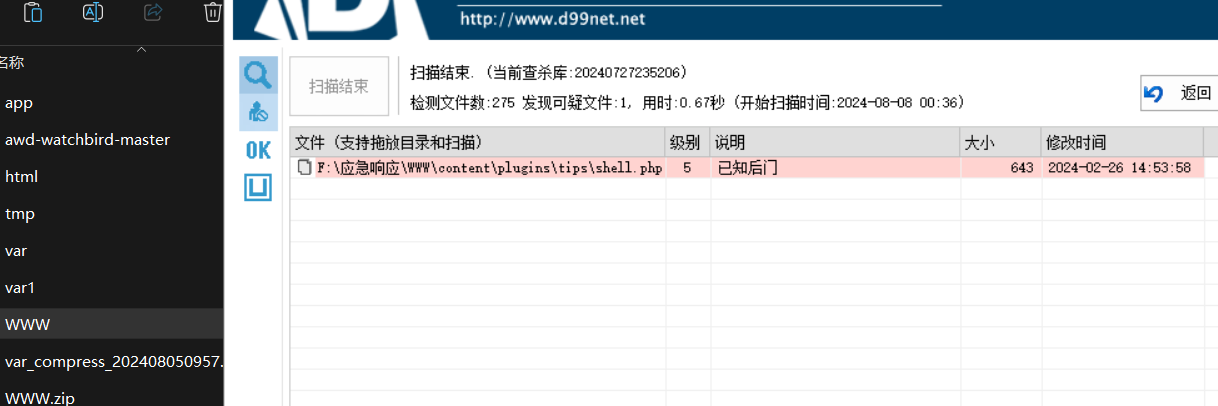 http://www.d99net.net
名称
app
awd-watchbird-master
html
tmp
var
var1
WWW
var_compress_202408050957.
WWW.zip
扫描结束
扫描结束. (当前查杀库:20240727235206)
检测文件数:275 发现可疑文件:1, 用时:0.67秒 (开始扫描时间:2024-08-08 00:36)
返回
OK
文件 (支持拖放目录和扫描) 级别 说明 大小 修改时间
F:\应急响应\WWW\content\plugins\tips\shell.php 5 已知后门 643 2024-02-26 14:53:58